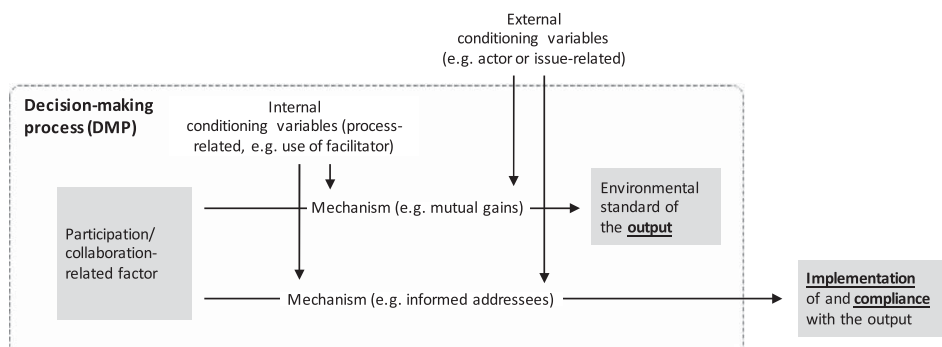 External
conditioning variables
(e.g. actor or issue-related)
Decision-making
process (DMP)
Internal
conditioning variables (process-
related, e.g. use of facilitator)
Participation/
collaboration-
related factor
Mechanism (e.g. mutual gains)
Environmental
standard of
the output
Mechanism (e.g. informed addressees)
Implementation
of and compliance
with the output